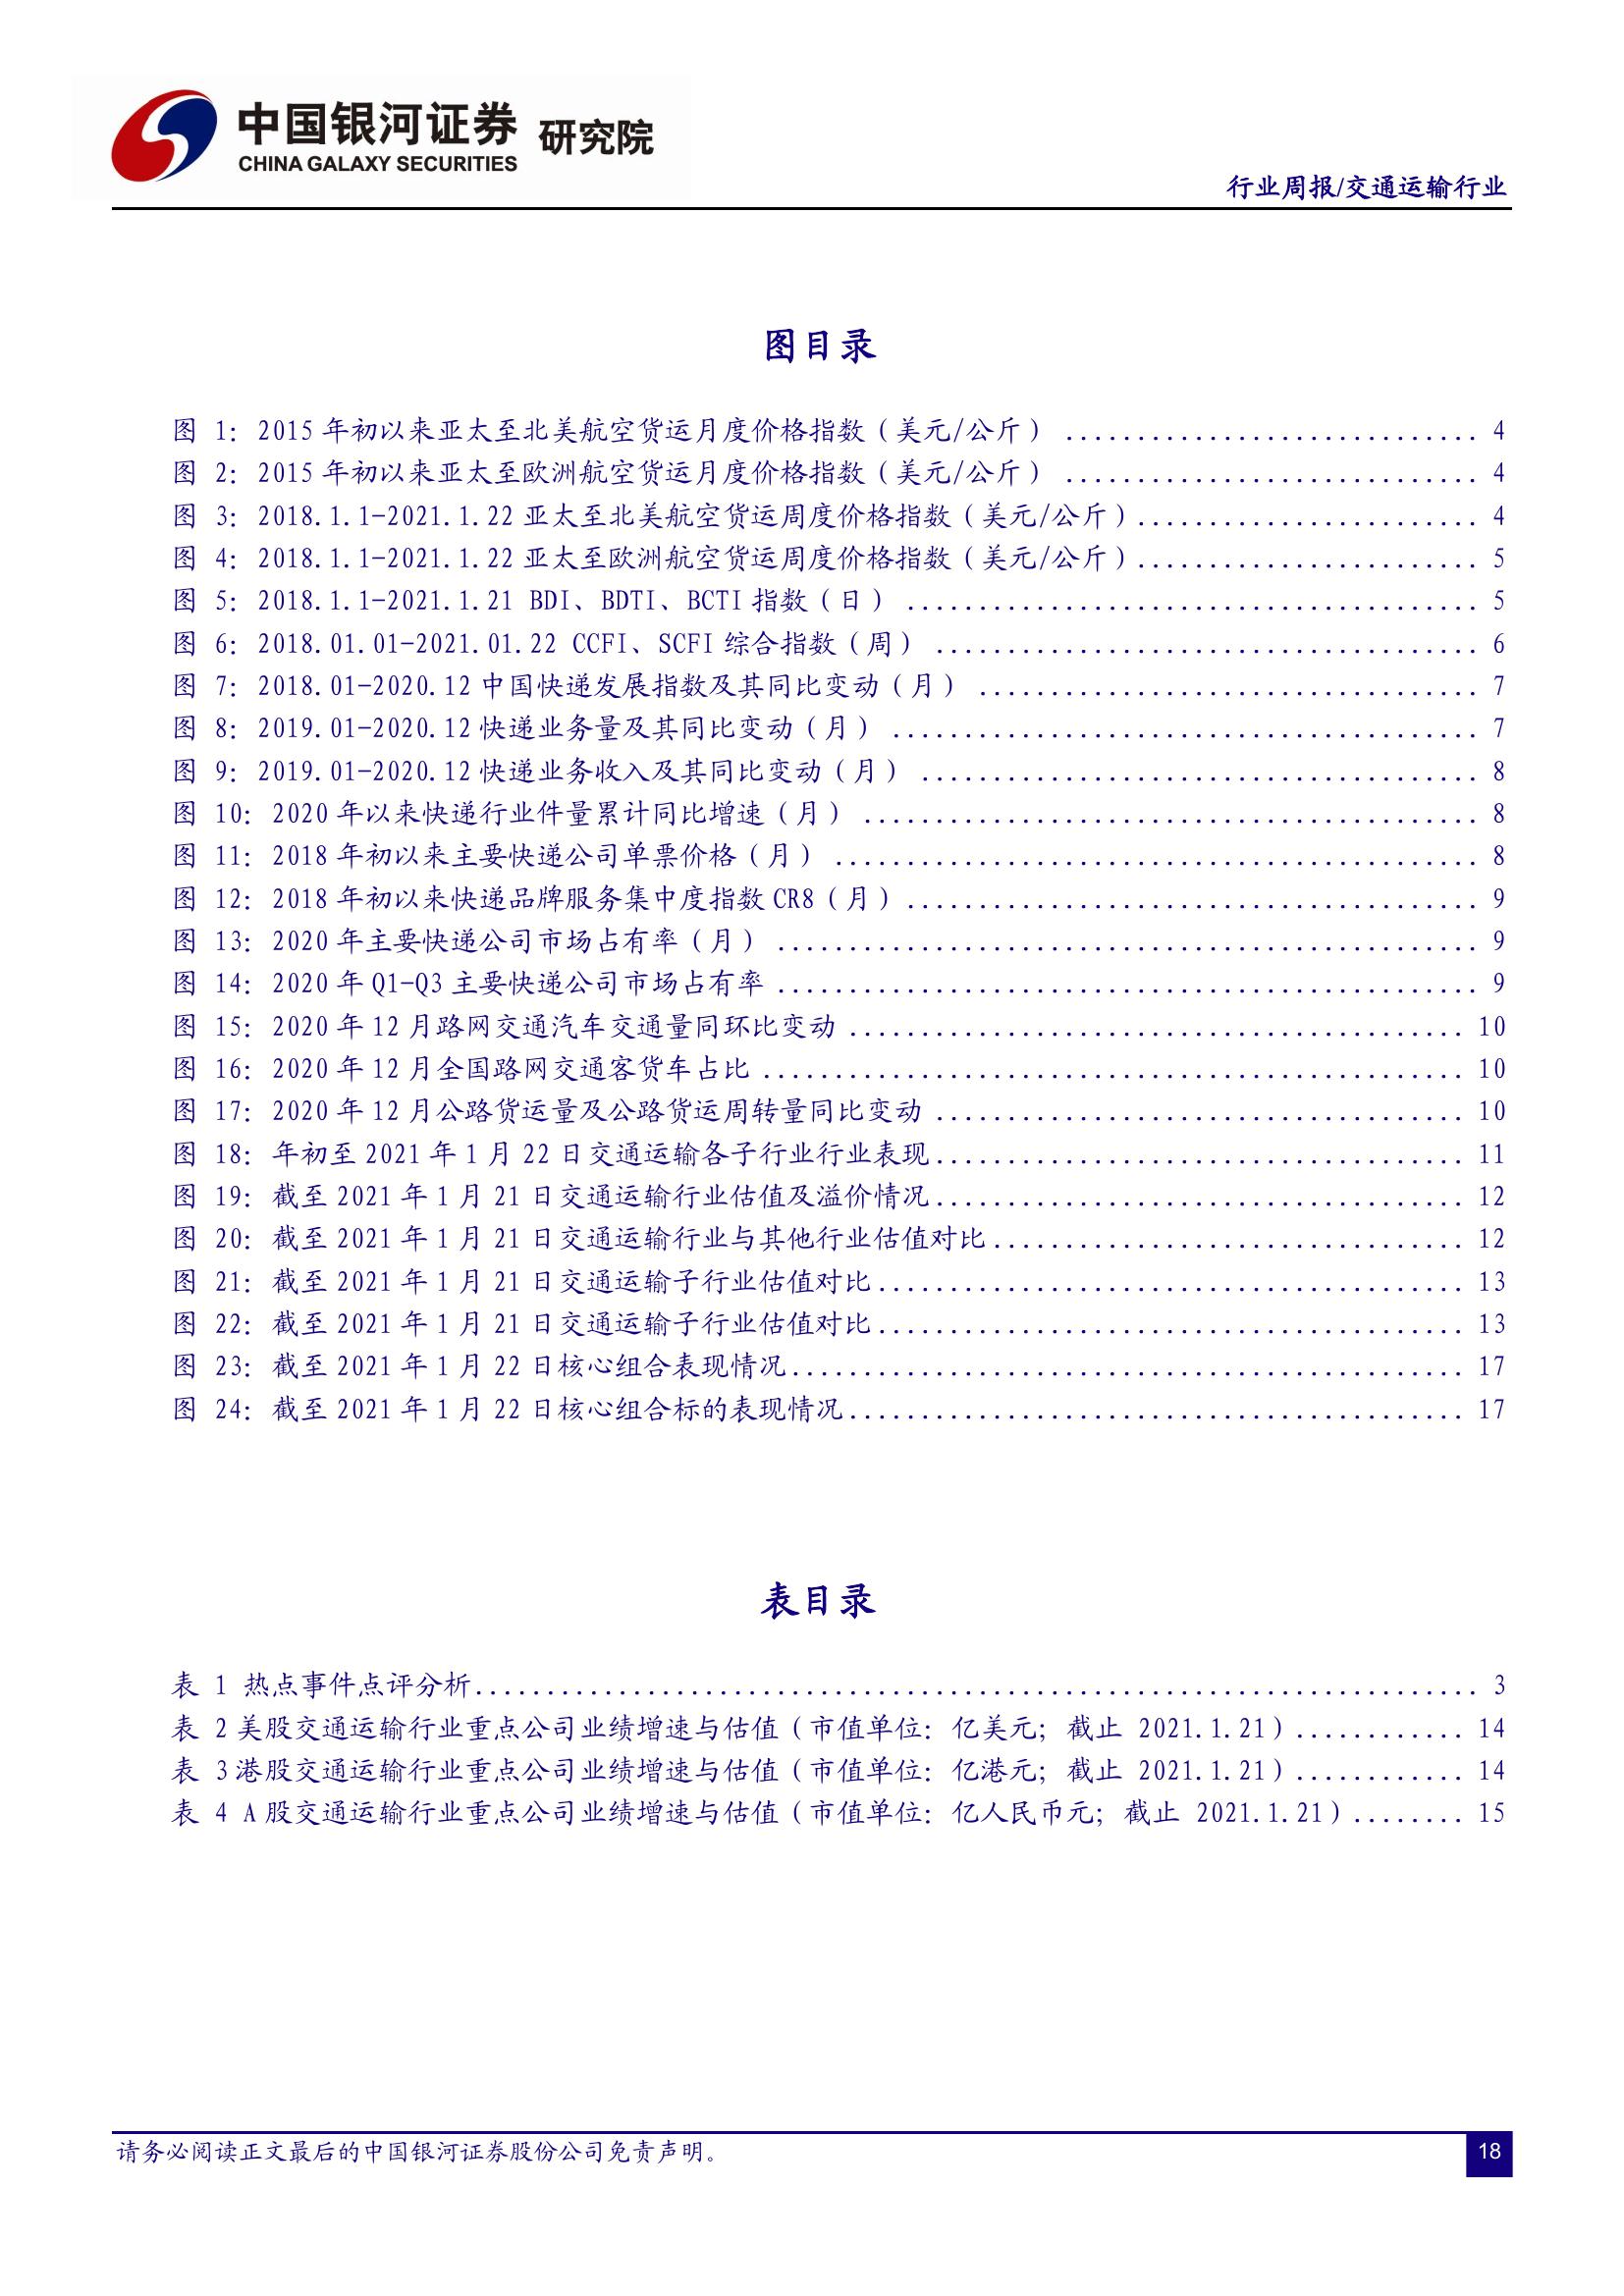 中国银河证券 研究院
CHINA GALAXY SECURITIES
行业周报/交通运输行业
图目录
图 1：2015 年初以来亚太至北美航空货运月度价格指数（美元/公斤） ............................. 4
图 2：2015 年初以来亚太至欧洲航空货运月度价格指数（美元/公斤） ............................. 4
图 3：2018.1.1-2021.1.22 亚太至北美航空货运周度价格指数（美元/公斤）........................ 4
图 4：2018.1.1-2021.1.22 亚太至欧洲航空货运周度价格指数（美元/公斤）........................ 5
图 5：2018.1.1-2021.1.21 BDI、BDTI、BCTI 指数（日） ........................................ 5
图 6：2018.01.01-2021.01.22 CCFI、SCFI 综合指数（周） ...................................... 6
图 7：2018.01-2020.12 中国快递发展指数及其同比变动（月） ................................... 7
图 8：2019.01-2020.12 快递业务量及其同比变动（月） ......................................... 7
图 9：2019.01-2020.12 快递业务收入及其同比变动（月） ....................................... 8
图 10：2020 年以来快递行业件量累计同比增速（月） ........................................... 8
图 11：2018 年初以来主要快递公司单票价格（月） ............................................. 8
图 12：2018 年初以来快递品牌服务集中度指数 CR8（月） ........................................ 9
图 13：2020 年主要快递公司市场占有率（月） ................................................. 9
图 14：2020 年 Q1-Q3 主要快递公司市场占有率 ................................................. 9
图 15：2020 年 12 月路网交通汽车交通量同环比变动 ........................................... 10
图 16：2020 年 12 月全国路网交通客货车占比 ................................................. 10
图 17：2020 年 12 月公路货运量及公路货运周转量同比变动 ..................................... 10
图 18：年初至 2021 年 1 月 22 日交通运输各子行业行业表现..................................... 11
图 19：截至 2021 年 1 月 21 日交通运输行业估值及溢价情况..................................... 12
图 20：截至 2021 年 1 月 21 日交通运输行业与其他行业估值对比................................. 12
图 21：截至 2021 年 1 月 21 日交通运输子行业估值对比......................................... 13
图 22：截至 2021 年 1 月 21 日交通运输子行业估值对比......................................... 13
图 23：截至 2021 年 1 月 22 日核心组合表现情况............................................... 17
图 24：截至 2021 年 1 月 22 日核心组合标的表现情况........................................... 17
表目录
表 1 热点事件点评分析...................................................................... 3
表 2 美股交通运输行业重点公司业绩增速与估值（市值单位：亿美元；截止 2021.1.21）............ 14
表 3 港股交通运输行业重点公司业绩增速与估值（市值单位：亿港元；截止 2021.1.21）............ 14
表 4 A 股交通运输行业重点公司业绩增速与估值（市值单位：亿人民币元；截止 2021.1.21）........ 15
请务必阅读正文最后的中国银河证券股份公司免责声明。
18